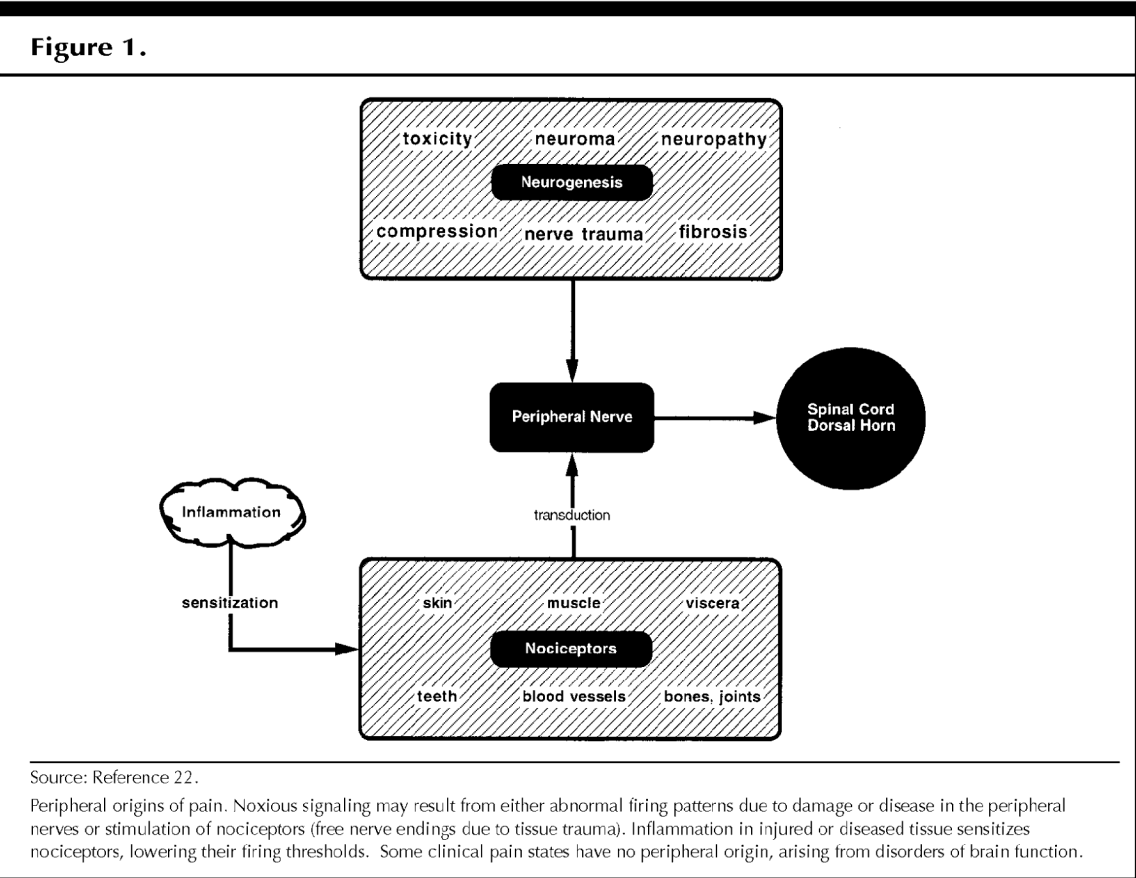 Figure 1.
toxicity neuroma neuropathy
Neurogenesis
compression nerve trauma fibrosis
Peripheral Nerve
Spinal Cord
Dorsal Horn
Inflammation
transduction
sensitization
skin muscle viscera
Nociceptors
teeth blood vessels bones, joints
Source: Reference 22.
Peripheral origins of pain. Noxious signaling may result from either abnormal firing patterns due to damage or disease in the peripheral
nerves or stimulation of nociceptors (free nerve endings due to tissue trauma). Inflammation in injured or diseased tissue sensitizes
nociceptors, lowering their firing thresholds. Some clinical pain states have no peripheral origin, arising from disorders of brain function.